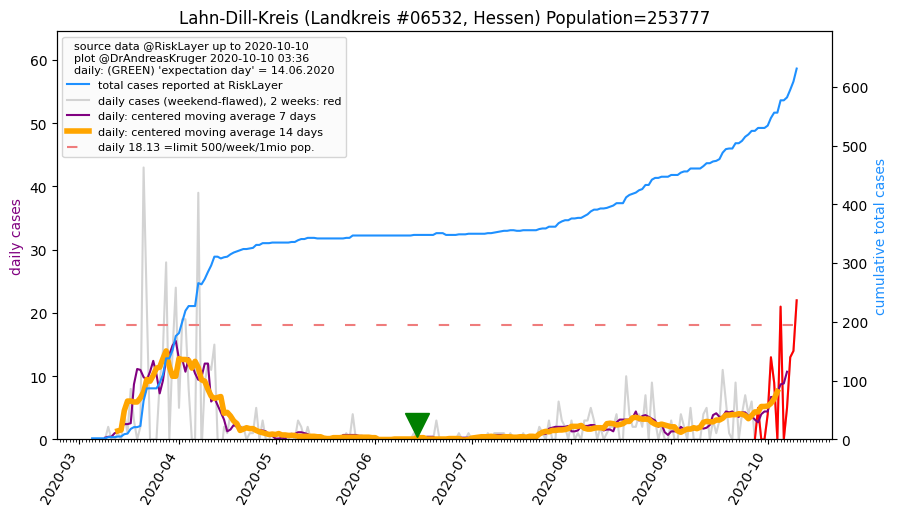 Lahn-Dill-Kreis (Landkreis #06532, Hessen) Population=253777
source data @RiskLayer up to 2020-10-10
plot @DrAndreasKruger 2020-10-10 03:36
daily: (GREEN) 'expectation day' = 14.06.2020
total cases reported at RiskLayer
daily cases (weekend-flawed), 2 weeks: red
daily: centered moving average 7 days
daily: centered moving average 14 days
daily 18.13 =limit 500/week/1mio pop.
daily cases
60
50
40
30
20
10
0
cumulative total cases
600
500
400
300
200
100
0
2020-03
2020-04
2020-05
2020-06
2020-07
2020-08
2020-09
2020-10